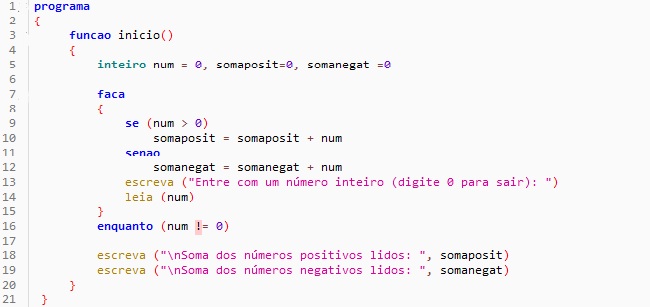 1 programa
2 {
3 funcao inicio()
4 {
5 inteiro num = 0, somaposit=0, somanegat =0
6
7 faca
8 {
9 se (num > 0)
10 somaposit = somaposit + num
11 senao
12 somanegat = somanegat + num
13 escreva ("Entre com um número inteiro (digite 0 para sair): ")
14 leia (num)
15 }
16 enquanto (num != 0)
17
18 escreva ("\nSoma dos números positivos lidos: ", somaposit)
19 escreva ("\nSoma dos números negativos lidos: ", somanegat)
20 }
21 }